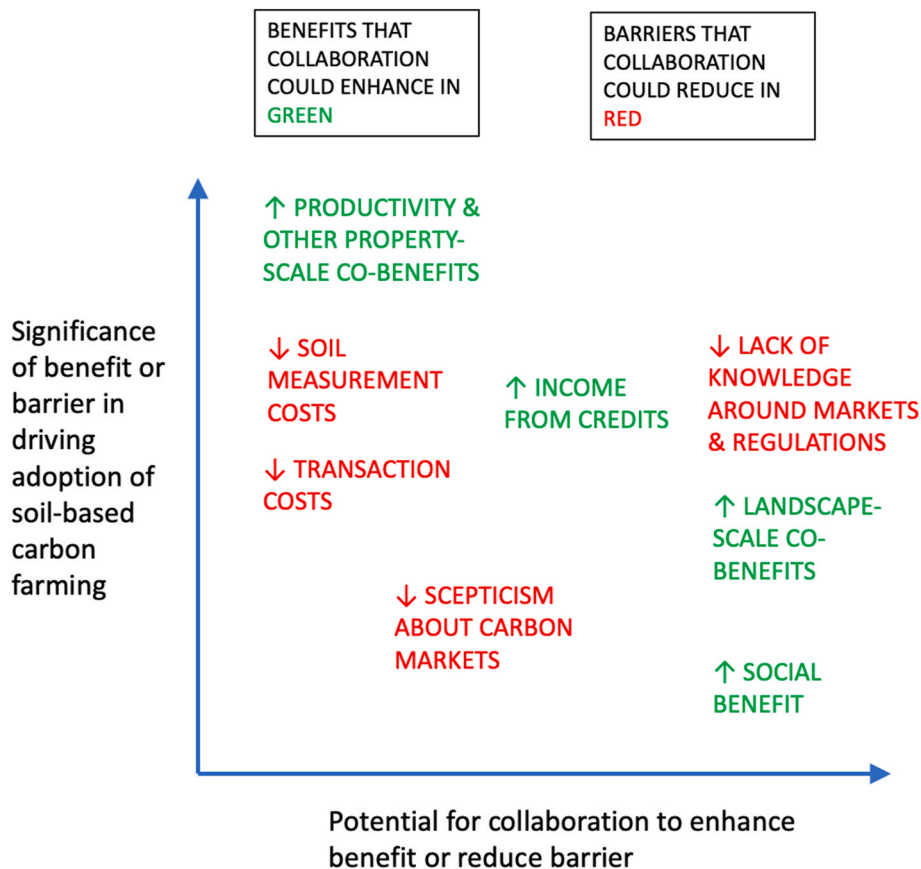 BENEFITS THAT
COLLABORATION
COULD ENHANCE IN
GREEN
BARRIERS THAT
COLLABORATION
COULD REDUCE IN
RED
↑ PRODUCTIVITY &
OTHER PROPERTY-
SCALE CO-BENEFITS
Significance
of benefit or
barrier in
driving
adoption of
soil-based
carbon
farming
↓ SOIL
MEASUREMENT
COSTS
↑ INCOME
FROM CREDITS
↓ LACK OF
KNOWLEDGE
AROUND MARKETS
& REGULATIONS
↓ TRANSACTION
COSTS
↑ LANDSCAPE-
SCALE CO-
BENEFITS
↓ SCEPTICISM
ABOUT CARBON
MARKETS
↑ SOCIAL
BENEFIT
Potential for collaboration to enhance
benefit or reduce barrier